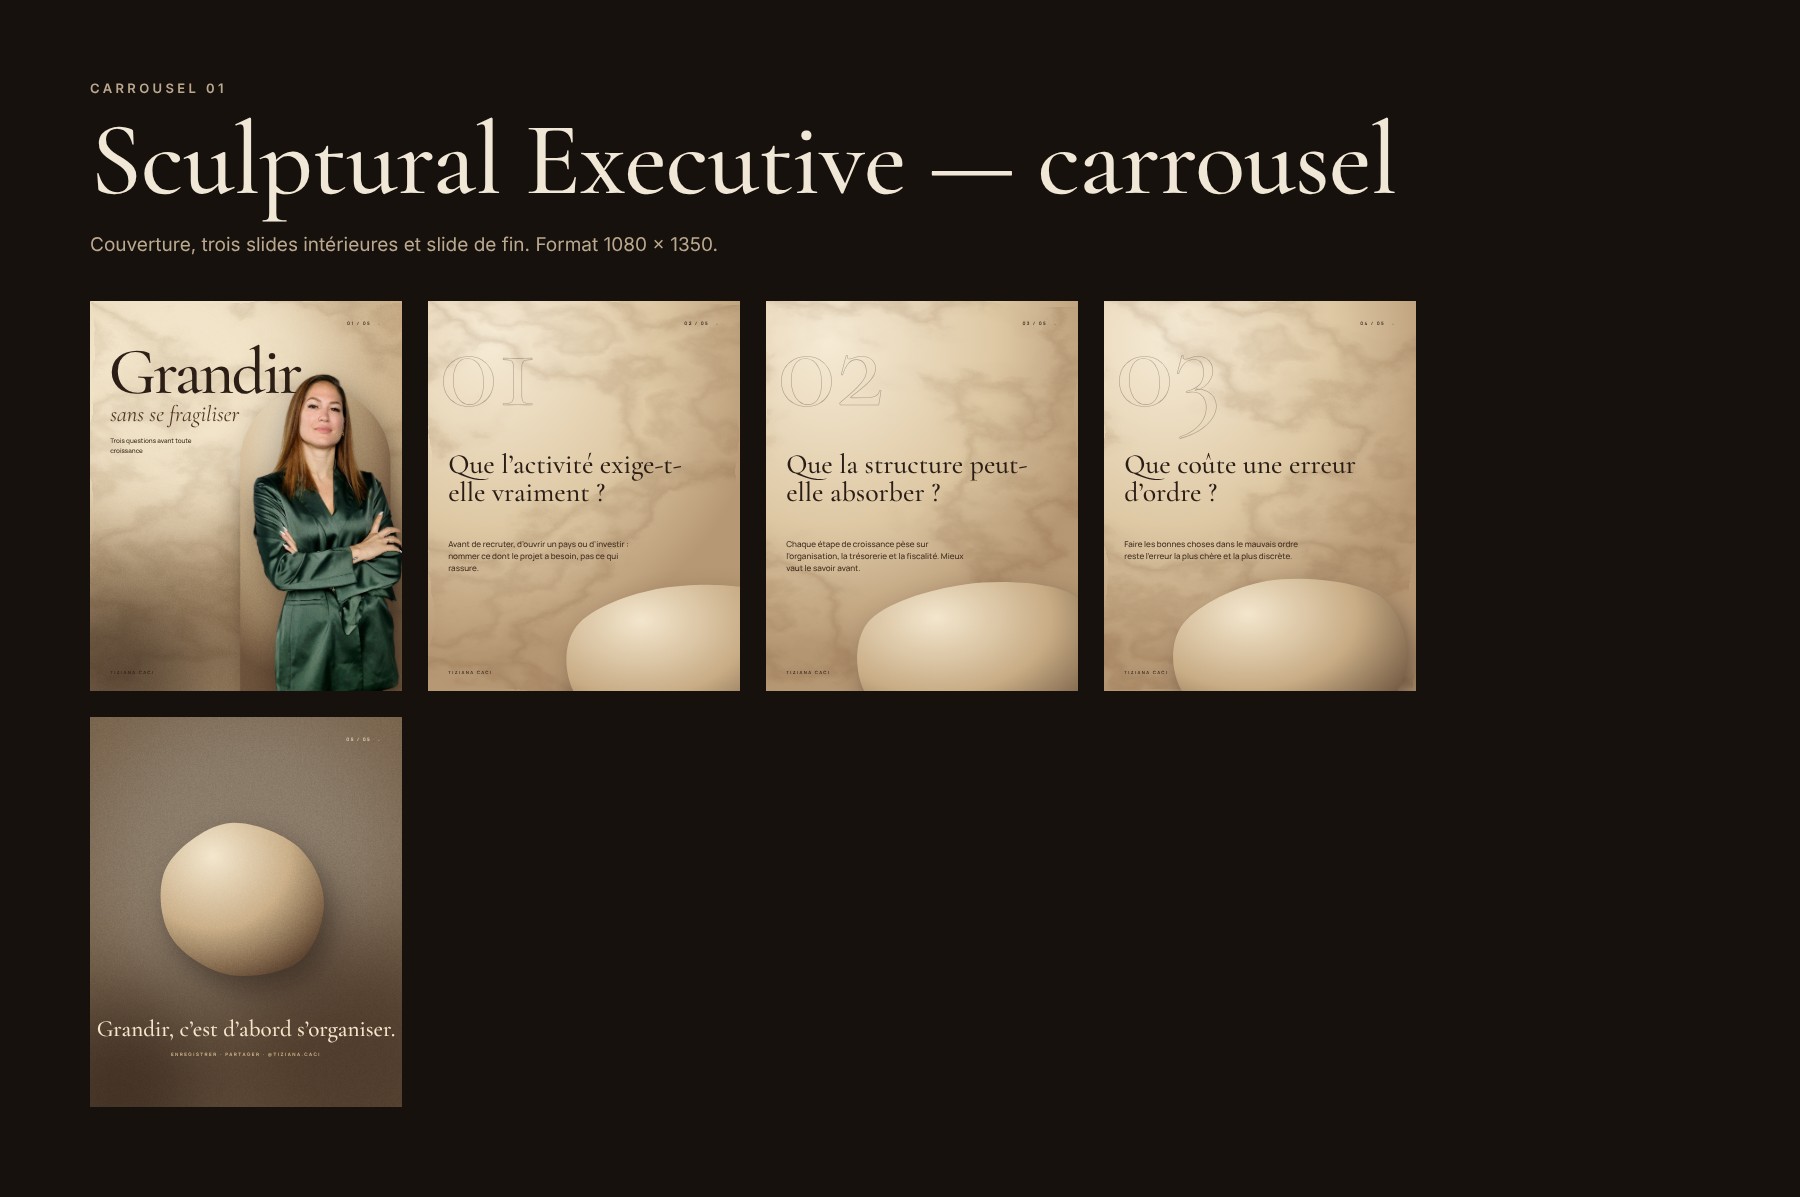 CARROUSEL 01
Sculptural Executive — carrousel
Couverture, trois slides intérieures et slide de fin. Format 1080 × 1350.
01 / 05
Grandir
sans se fragiliser
Trois questions avant toute
croissance
TIZIANA CACI
02 / 05
01
Que l’activité exige-t-
elle vraiment ?
Avant de recruter, d’ouvrir un pays ou d’investir :
nommer ce dont le projet a besoin, pas ce qui
rassure.
TIZIANA CACI
03 / 05
02
Que la structure peut-
elle absorber ?
Chaque étape de croissance pèse sur
l’organisation, la trésorerie et la fiscalité. Mieux
vaut le savoir avant.
TIZIANA CACI
04 / 05
03
Que coûte une erreur
d’ordre ?
Faire les bonnes choses dans le mauvais ordre
reste l’erreur la plus chère et la plus discrète.
TIZIANA CACI
05 / 05
Grandir, c’est d’abord s’organiser.
ENREGISTRER · PARTAGER · @TIZIANA.CACI